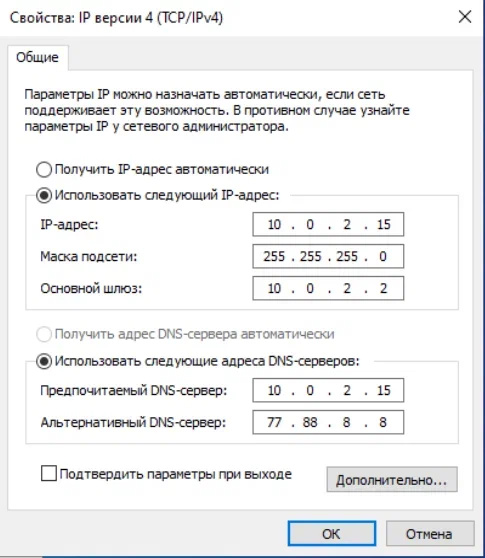 Свойства: IP версии 4 (TCP/IPv4)
Общие
Параметры IP можно назначать автоматически, если сеть
поддерживает эту возможность. В противном случае узнайте
параметры IP у сетевого администратора.
Получить IP-адрес автоматически
Использовать следующий IP-адрес:
IP-адрес: 10 . 0 . 2 . 15
Маска подсети: 255 . 255 . 255 . 0
Основной шлюз: 10 . 0 . 2 . 2
Получить адрес DNS-сервера автоматически
Использовать следующие адреса DNS-серверов:
Предпочитаемый DNS-сервер: 10 . 0 . 2 . 15
Альтернативный DNS-сервер: 77 . 88 . 8 . 8
Подтвердить параметры при выходе
Дополнительно...
ОК Отмена